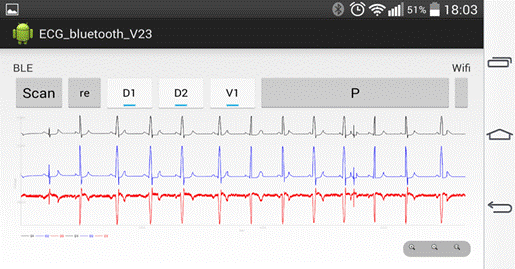 51% 18:03
ECG_bluetooth_V23
BLE Wifi
Scan re D1 D2 V1 P